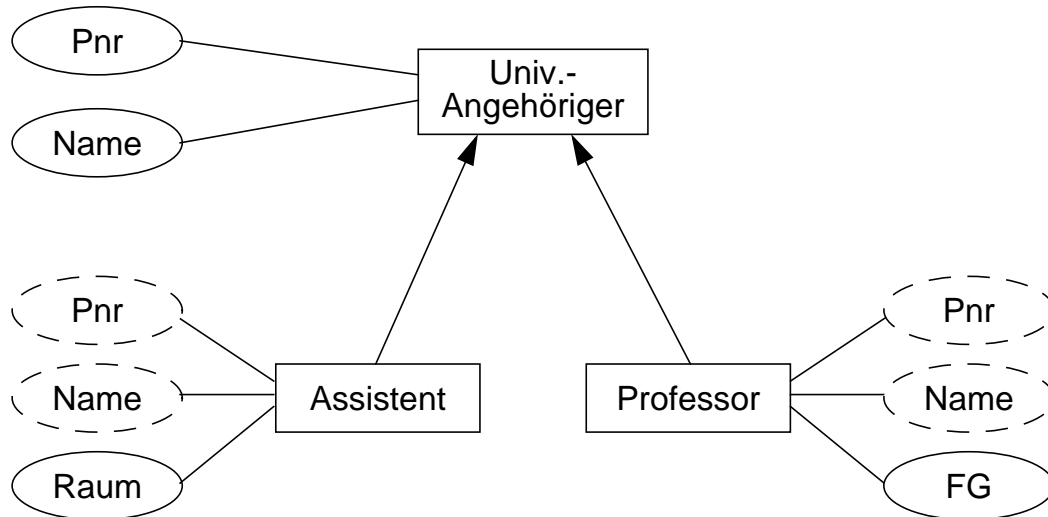 Pnr
Univ.-
Angehöriger
Name
Pnr
Pnr
Name
Assistent
Professor
Name
Raum
FG